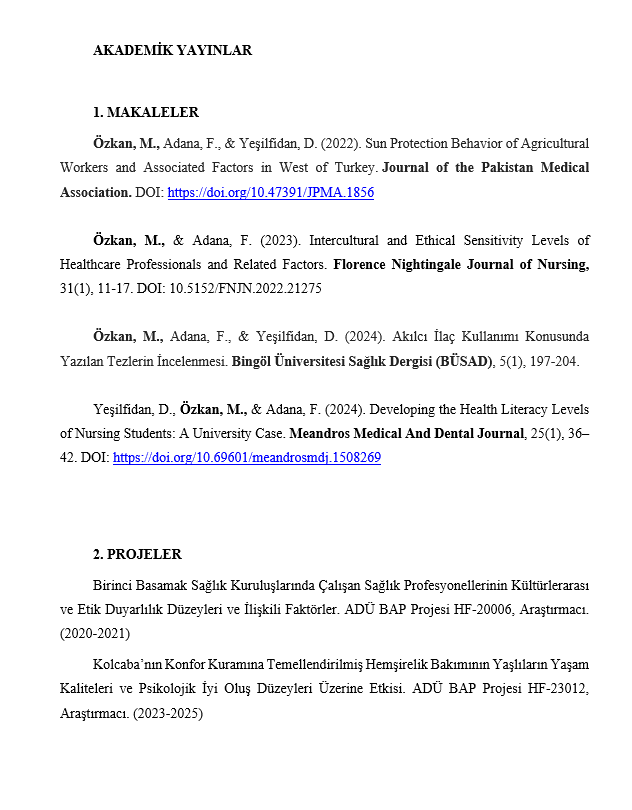 AKADEMİK YAYINLAR
1. MAKALELER
Özkan, M., Adana, F., & Yeşilfidan, D. (2022). Sun Protection Behavior of Agricultural
Workers and Associated Factors in West of Turkey. Journal of the Pakistan Medical
Association. DOI: https://doi.org/10.47391/JPMA.1856
Özkan, M., & Adana, F. (2023). Intercultural and Ethical Sensitivity Levels of
Healthcare Professionals and Related Factors. Florence Nightingale Journal of Nursing,
31(1), 11-17. DOI: 10.5152/FNJN.2022.21275
Özkan, M., Adana, F., & Yeşilfidan, D. (2024). Akılcı İlaç Kullanımı Konusunda
Yazılan Tezlerin İncelenmesi. Bingöl Üniversitesi Sağlık Dergisi (BÜSAD), 5(1), 197-204.
Yeşilfidan, D., Özkan, M., & Adana, F. (2024). Developing the Health Literacy Levels
of Nursing Students: A University Case. Meandros Medical And Dental Journal, 25(1), 36–
42. DOI: https://doi.org/10.69601/meandrosmdj.1508269
2. PROJELER
Birinci Basamak Sağlık Kuruluşlarında Çalışan Sağlık Profesyonellerinin Kültürlerarası
ve Etik Duyarlılık Düzeyleri ve İlişkili Faktörler. ADÜ BAP Projesi HF-20006, Araştırmacı.
(2020-2021)
Kolcaba’nın Konfor Kuramına Temellendirilmiş Hemşirelik Bakımının Yaşlıların Yaşam
Kaliteleri ve Psikolojik İyi Oluş Düzeyleri Üzerine Etkisi. ADÜ BAP Projesi HF-23012,
Araştırmacı. (2023-2025)